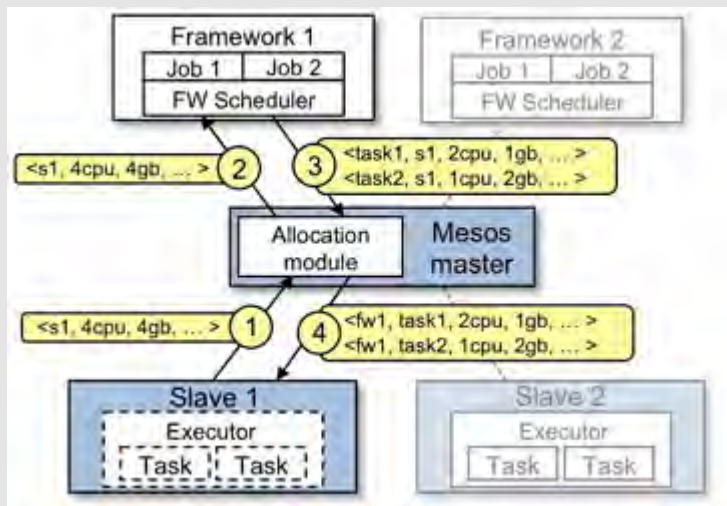 Framework 1
Job 1 Job 2
FW Scheduler
Framework 2
Job 1 Job 2
FW Scheduler
<s1, 4cpu, 4gb, ... >
2
3
<task1, s1, 2cpu, 1gb, ... >
<task2, s1, 1cpu, 2gb, ... >
Allocation
module
Mesos
master
<s1, 4cpu, 4gb, ... >
1
4
<fw1, task1, 2cpu, 1gb, ... >
<fw1, task2, 1cpu, 2gb, ... >
Slave 1
Executor
Task Task
Slave 2
Executor
Task Task